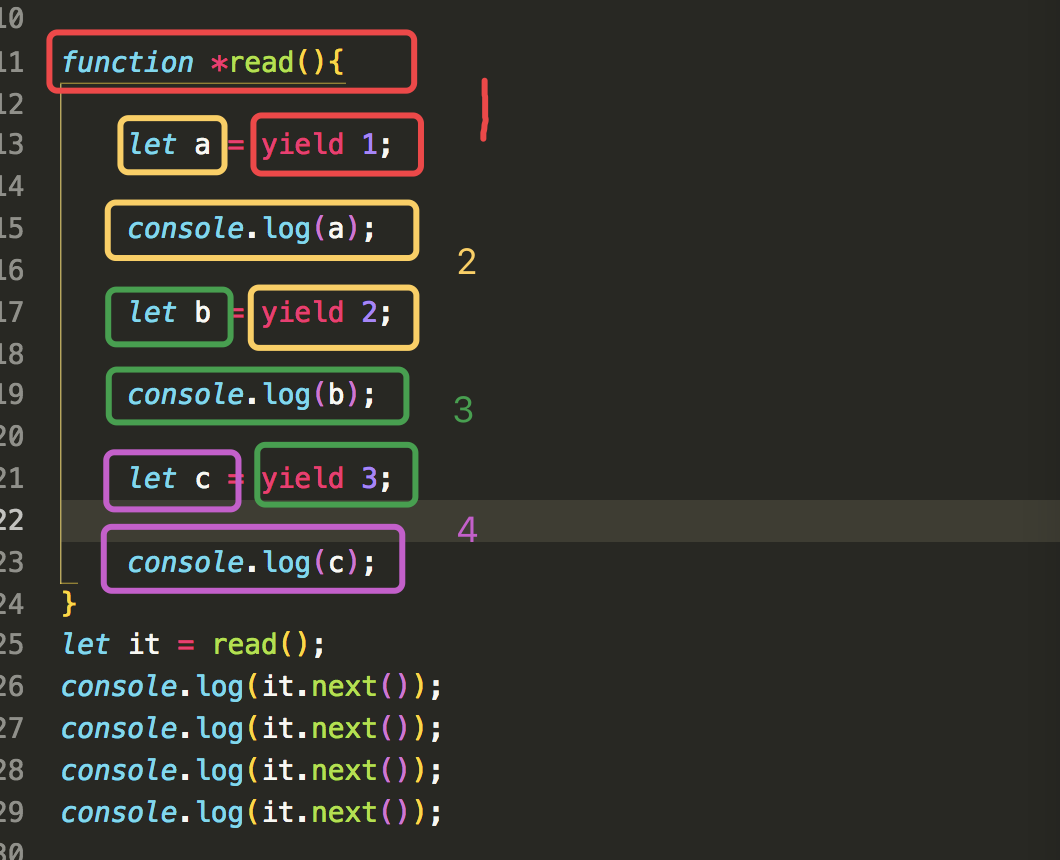 10
11 function *read(){
12
13 let a = yield 1;
14
15 console.log(a);
16
2
17 let b = yield 2;
18
19 console.log(b);
3
20
21 let c = yield 3;
22
4
23 console.log(c);
24 }
25 let it = read();
26 console.log(it.next());
27 console.log(it.next());
28 console.log(it.next());
29 console.log(it.next());
30